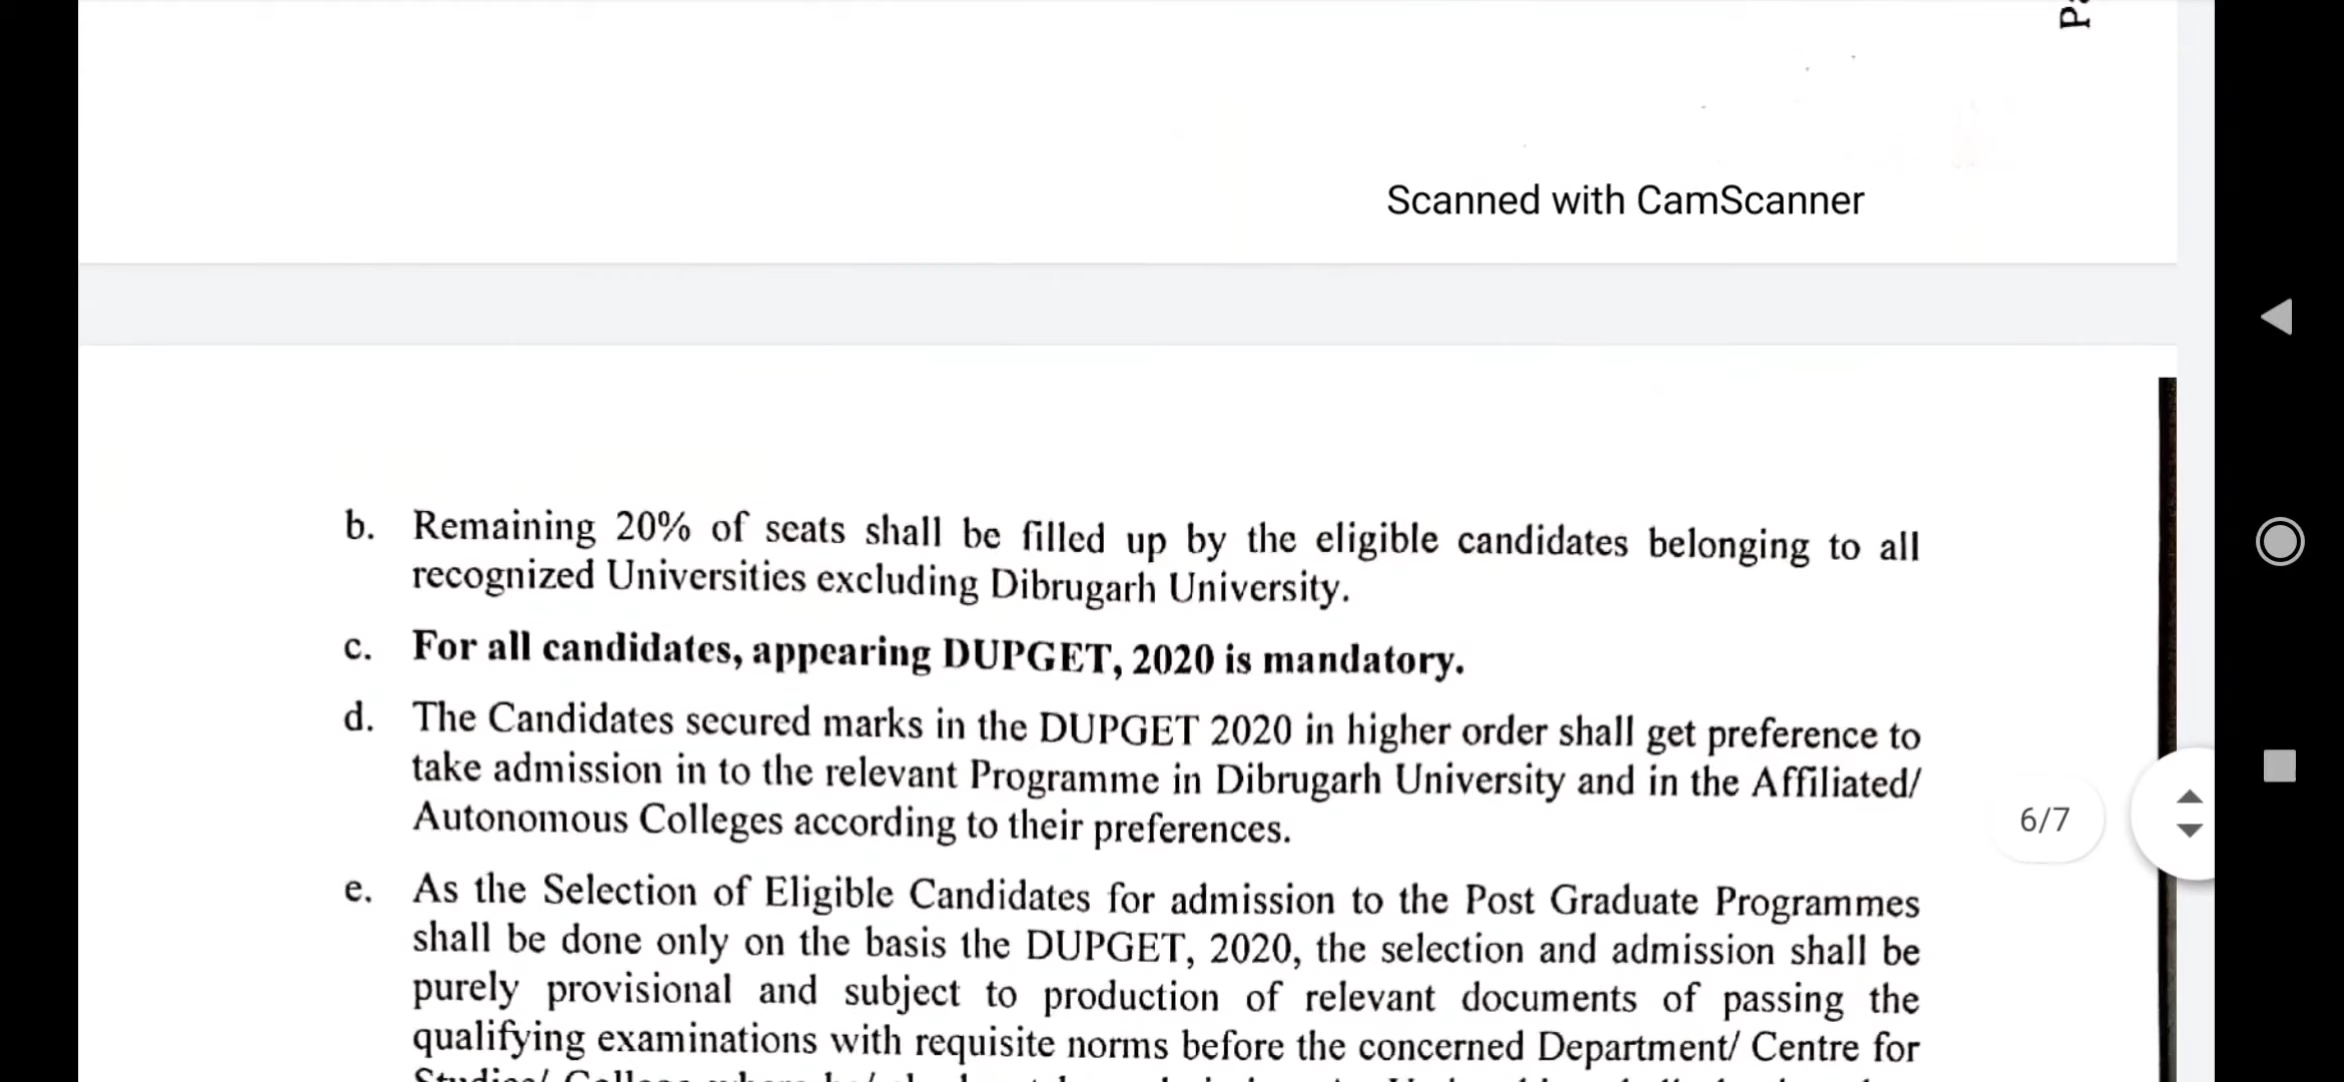 Scanned with CamScanner
b. Remaining 20% of seats shall be filled up by the eligible candidates belonging to all
recognized Universities excluding Dibrugarh University.
c. For all candidates, appearing DUPGET, 2020 is mandatory.
d. The Candidates secured marks in the DUPGET 2020 in higher order shall get preference to
take admission in to the relevant Programme in Dibrugarh University and in the Affiliated/
Autonomous Colleges according to their preferences.
6/7
e. As the Selection of Eligible Candidates for admission to the Post Graduate Programmes
shall be done only on the basis the DUPGET, 2020, the selection and admission shall be
purely provisional and subject to production of relevant documents of passing the
qualifying examinations with requisite norms before the concerned Department/ Centre for